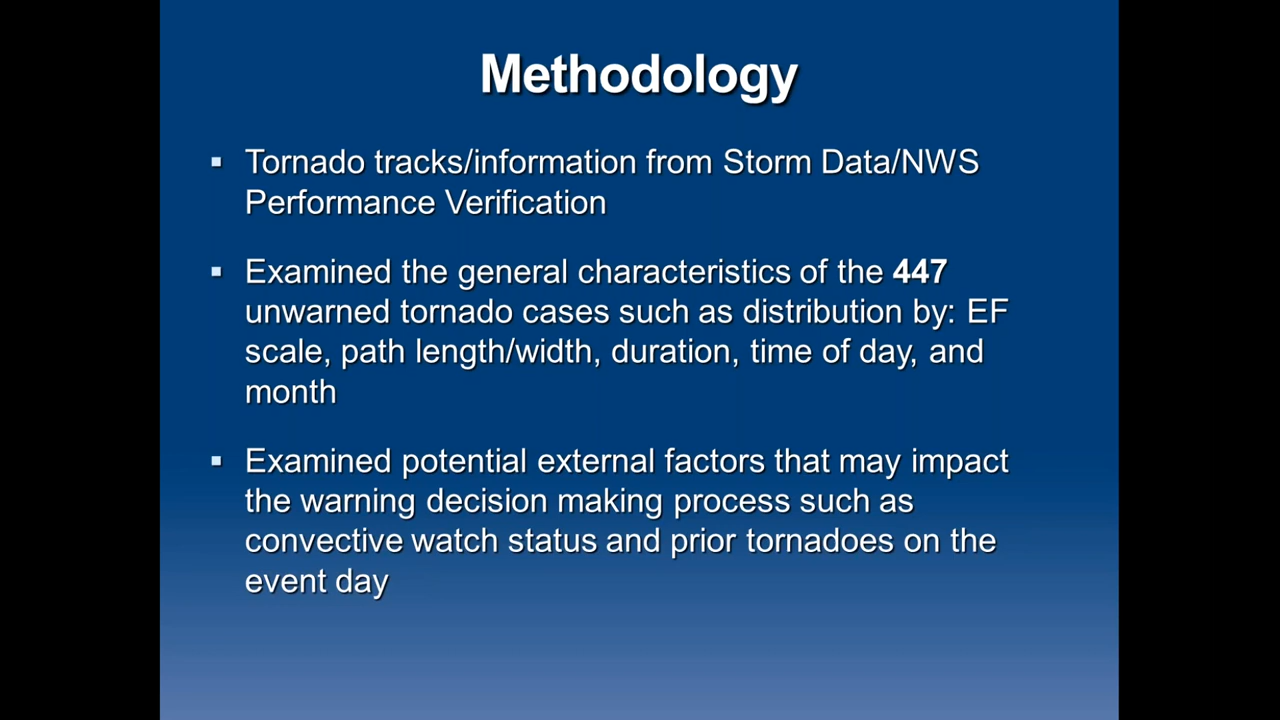 Methodology
▪ Tornado tracks/information from Storm Data/NWS
Performance Verification
▪ Examined the general characteristics of the 447
unwarned tornado cases such as distribution by: EF
scale, path length/width, duration, time of day, and
month
▪ Examined potential external factors that may impact
the warning decision making process such as
convective watch status and prior tornadoes on the
event day